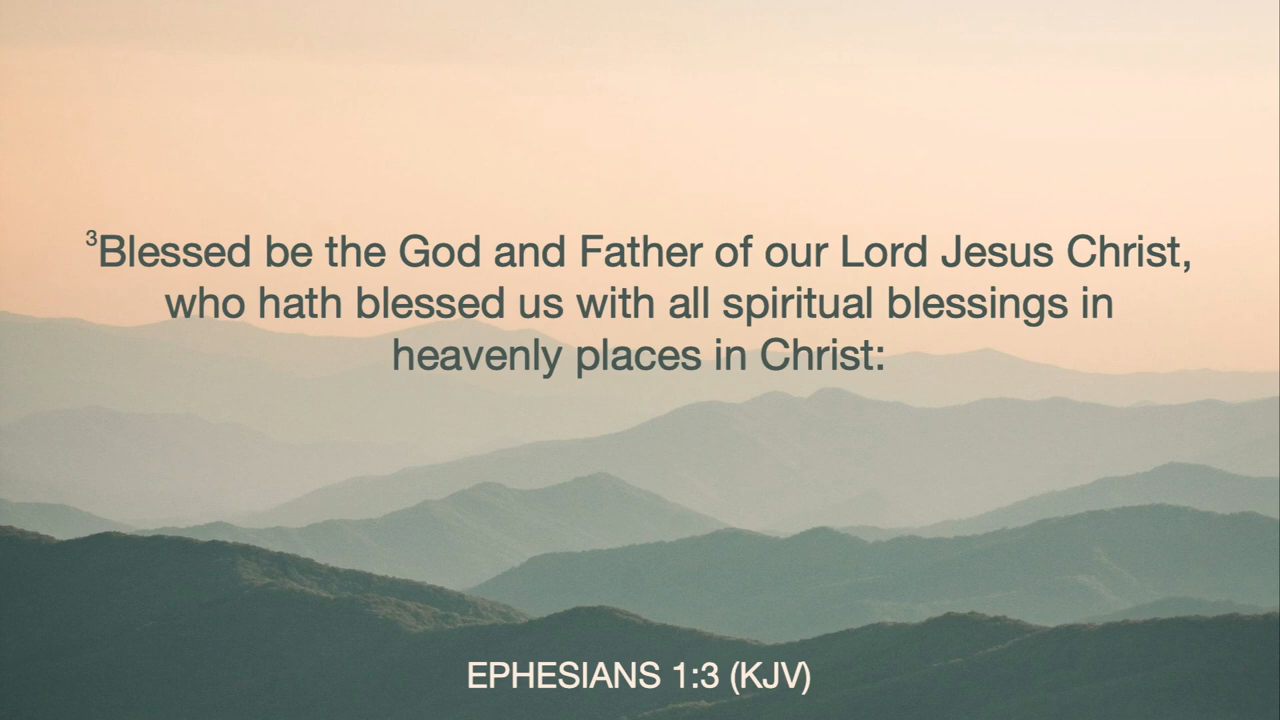 ³Blessed be the God and Father of our Lord Jesus Christ,
who hath blessed us with all spiritual blessings in
heavenly places in Christ:
EPHESIANS 1:3 (KJV)